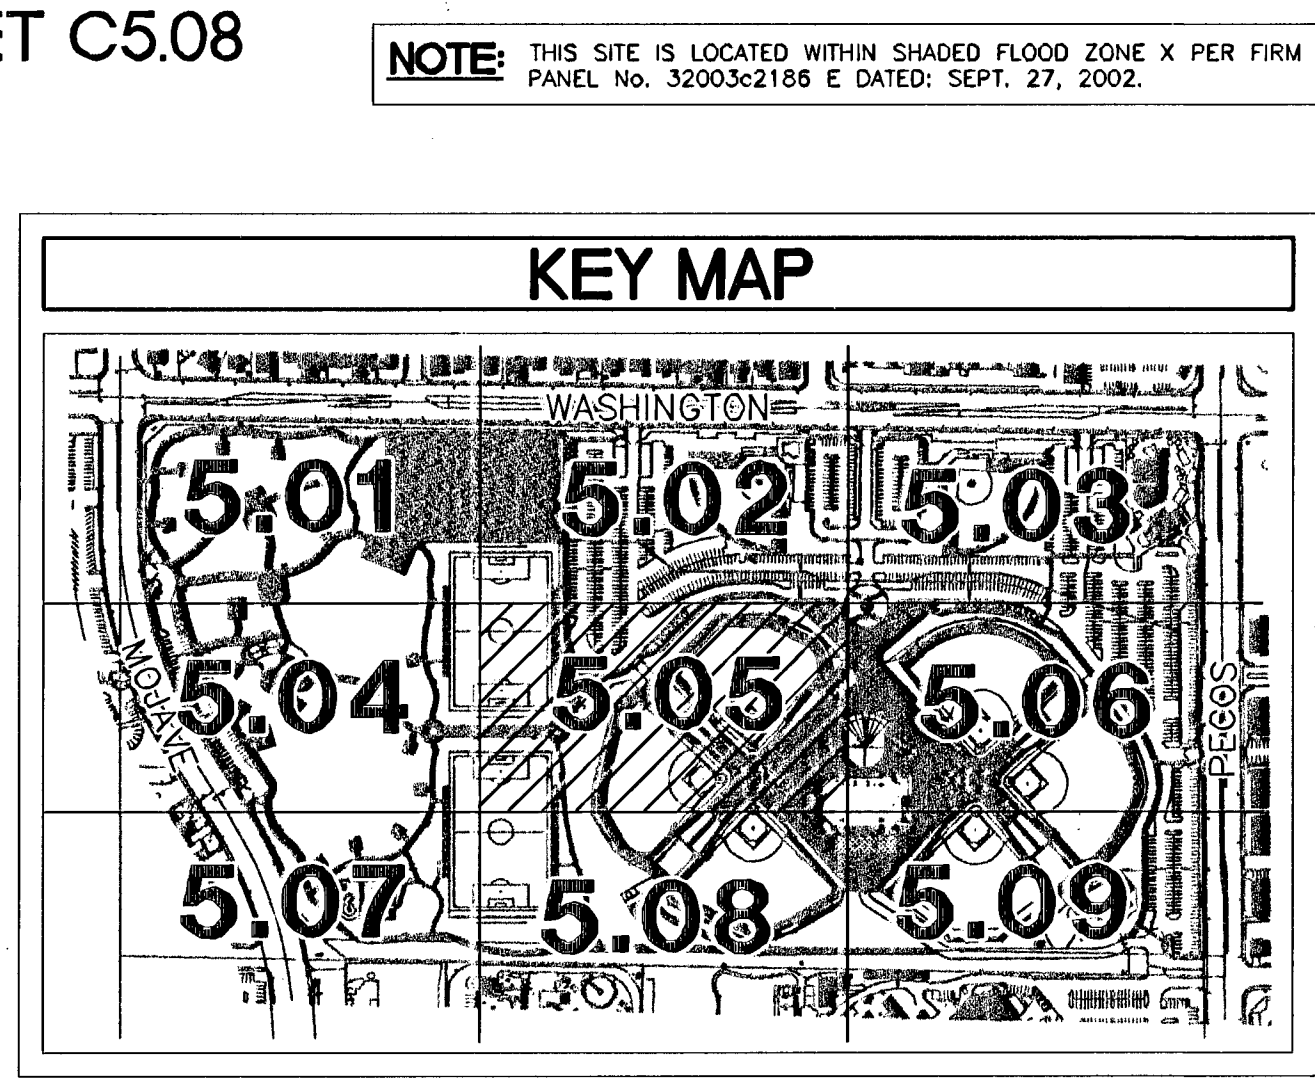 ET C5.08
NOTE: THIS SITE IS LOCATED WITHIN SHADED FLOOD ZONE X PER FIRM
PANEL No. 32003c2186 E DATED: SEPT. 27, 2002.
KEY MAP
WASHINGTON
5.01
5.02
5.03
MOJAVE
5.04
5.05
5.06
PECOS
5.07
5.08
5.09